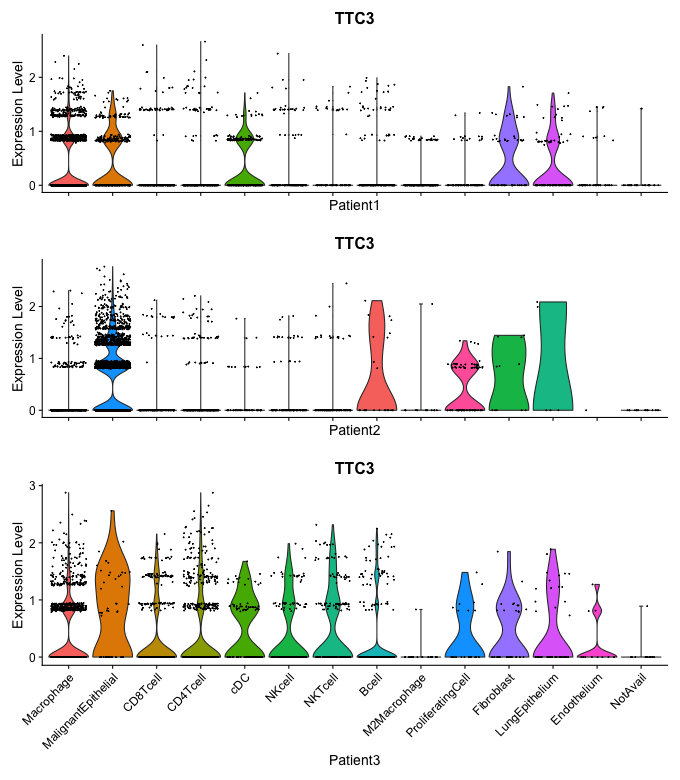 TTC3
Expression Level
2
1
0
Patient1
TTC3
Expression Level
2
1
0
Patient2
TTC3
Expression Level
3
2
1
0
Macrophage
MalignantEpithelial
CD8Tcell
CD4Tcell
cDC
NKcell
NKTcell
Bcell
M2Macrophage
ProliferatingCell
Fibroblast
LungEpithelium
Endothelium
NotAvail
Patient3